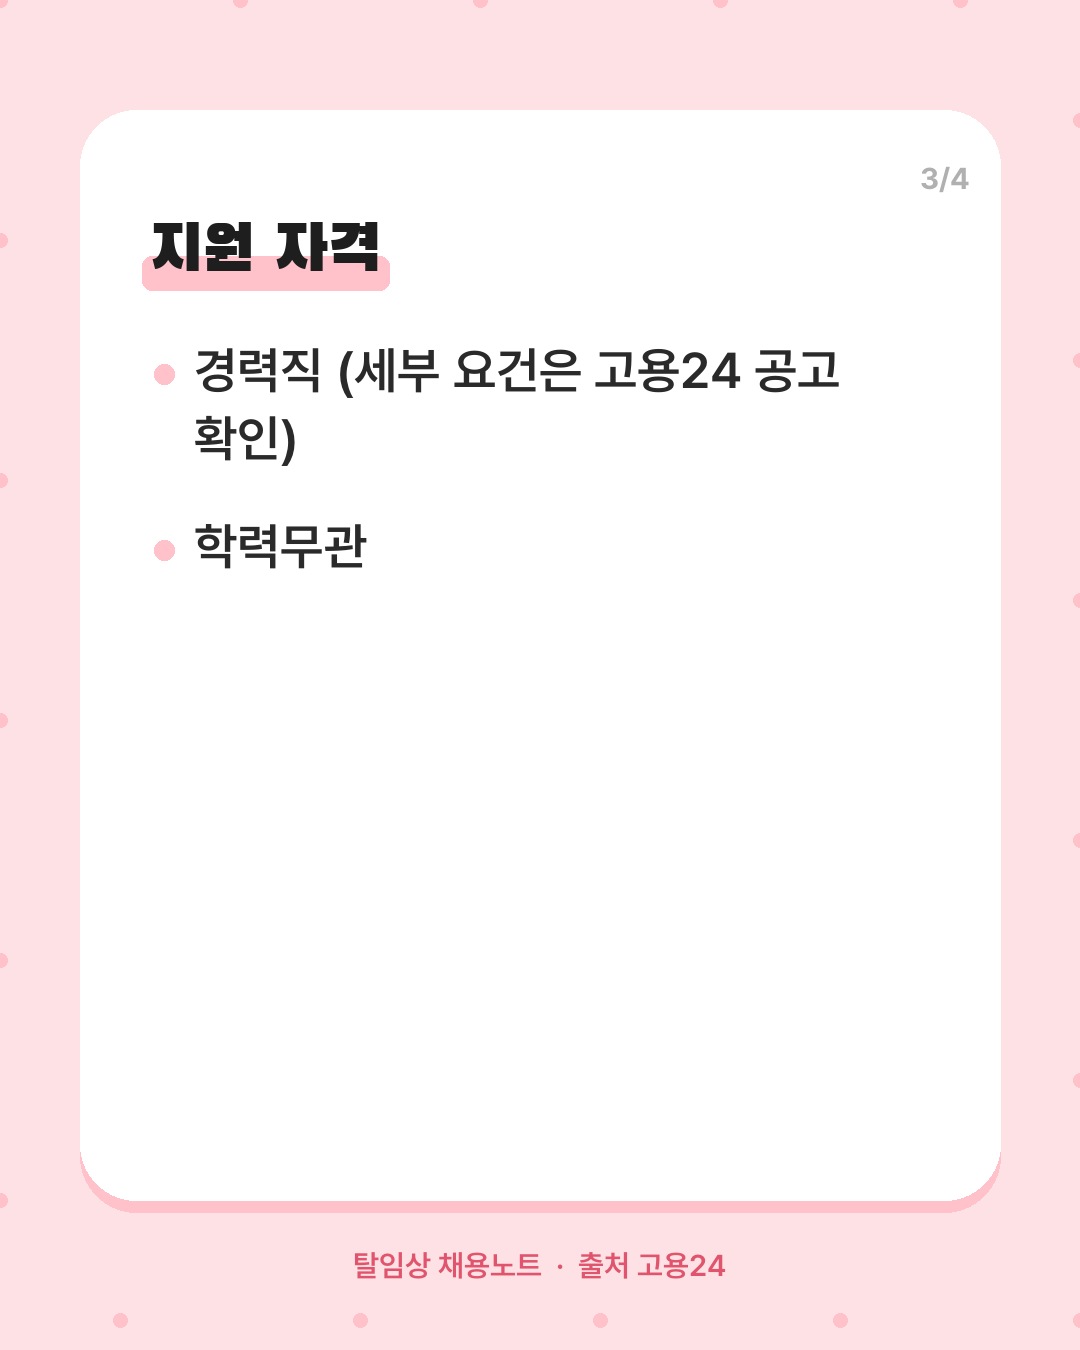 3/4
지원 자격
경력직 (세부 요건은 고용24 공고
확인)
학력무관
탈임상 채용노트 · 출처 고용24